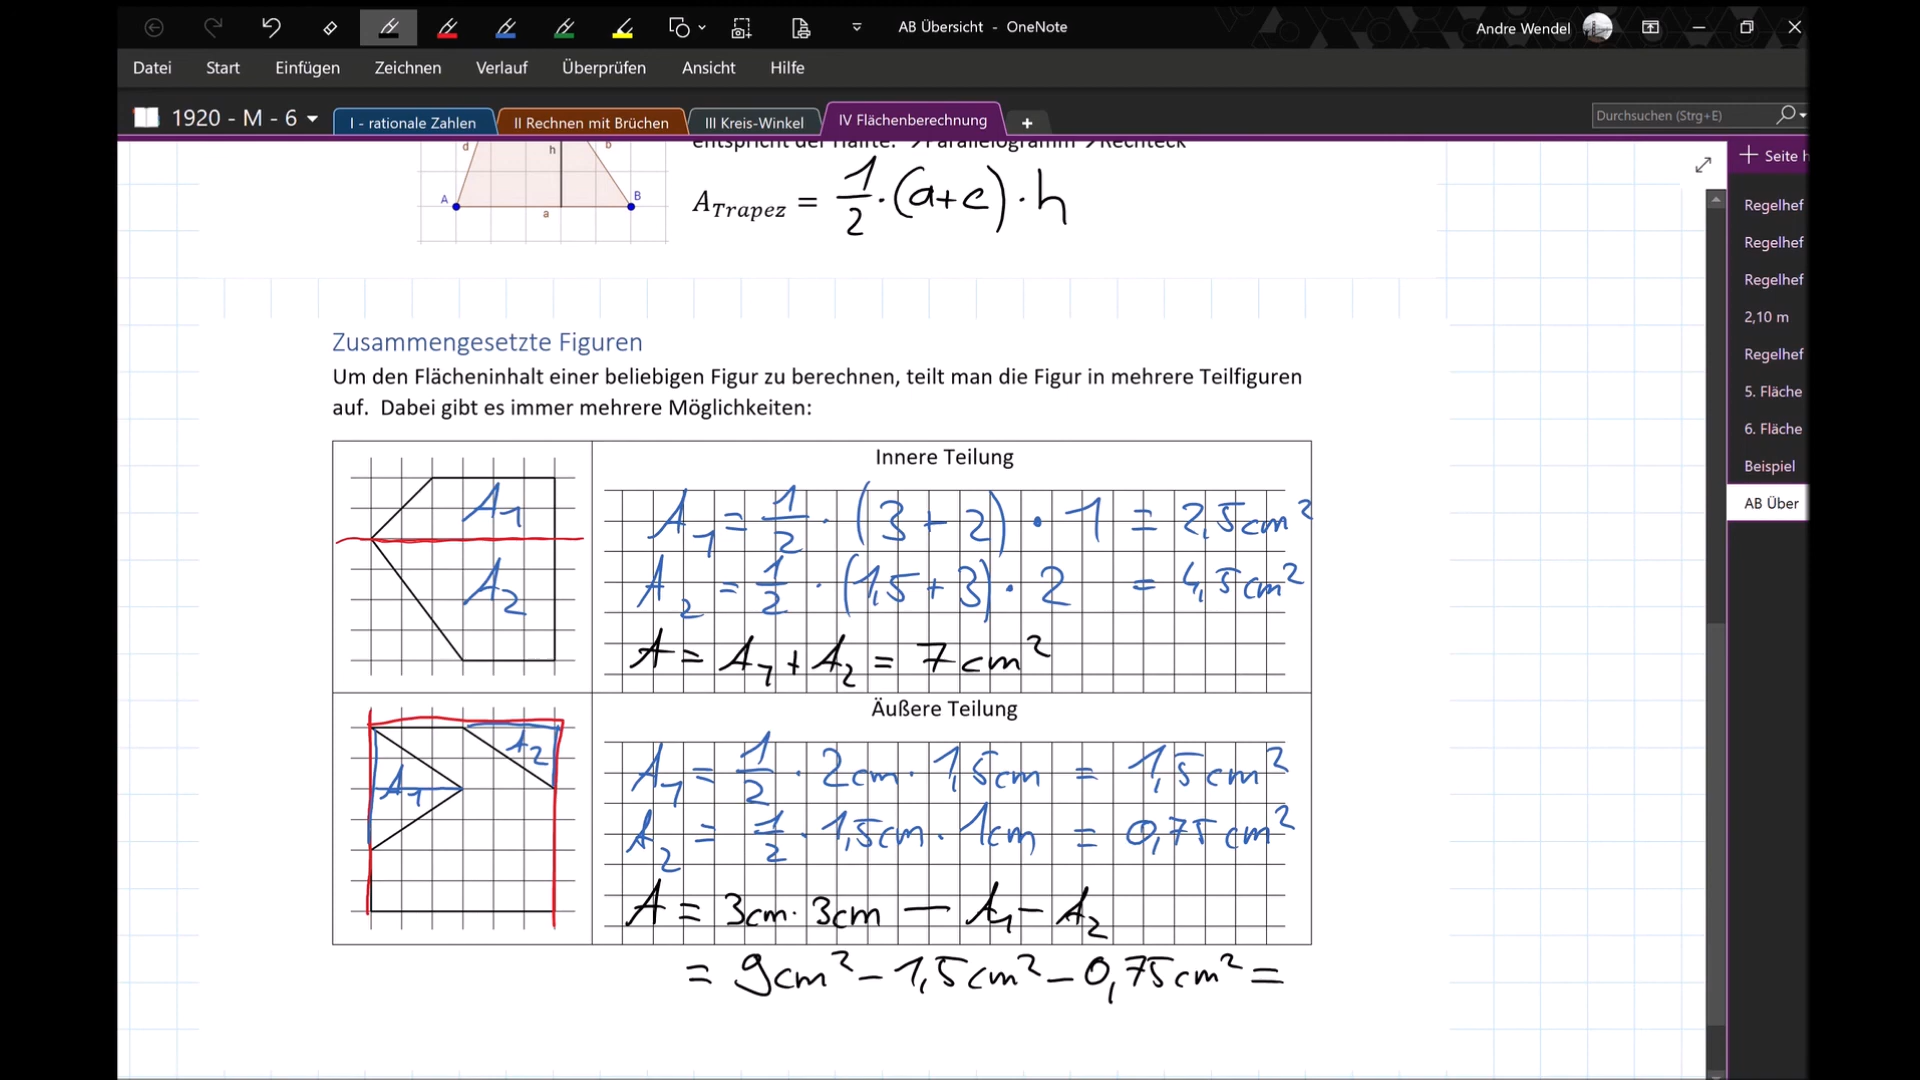 AB Übersicht - OneNote
Andre Wendel
Datei Start Einfügen Zeichnen Verlauf Überprüfen Ansicht Hilfe
1920 - M - 6
I - rationale Zahlen
II Rechnen mit Brüchen
III Kreis-Winkel
IV Flächenberechnung
+
Durchsuchen (Strg+E)
Seite h
Regelhef
Regelhef
Regelhef
2,10 m
Regelhef
5. Fläche
6. Fläche
Beispiel
AB Über
entspricht der Hälfte. → Parallelogramm → Rechteck
d h b
A B
a
A_Trapez = 1/2 · (a+c) · h
Zusammengesetzte Figuren
Um den Flächeninhalt einer beliebigen Figur zu berechnen, teilt man die Figur in mehrere Teilfiguren
auf. Dabei gibt es immer mehrere Möglichkeiten:
A₁
A₂
Innere Teilung
A₁ = 1/2 · (3 + 2) · 1 = 2,5 cm²
A₂ = 1/2 · (1,5 + 3) · 2 = 4,5 cm²
A = A₁ + A₂ = 7 cm²
A₂
A₁
Äußere Teilung
A₁ = 1/2 · 2cm · 1,5cm = 1,5 cm²
A₂ = 1/2 · 1,5cm · 1cm = 0,75 cm²
A = 3cm · 3cm - A₁ - A₂
= 9cm² - 1,5cm² - 0,75cm² =